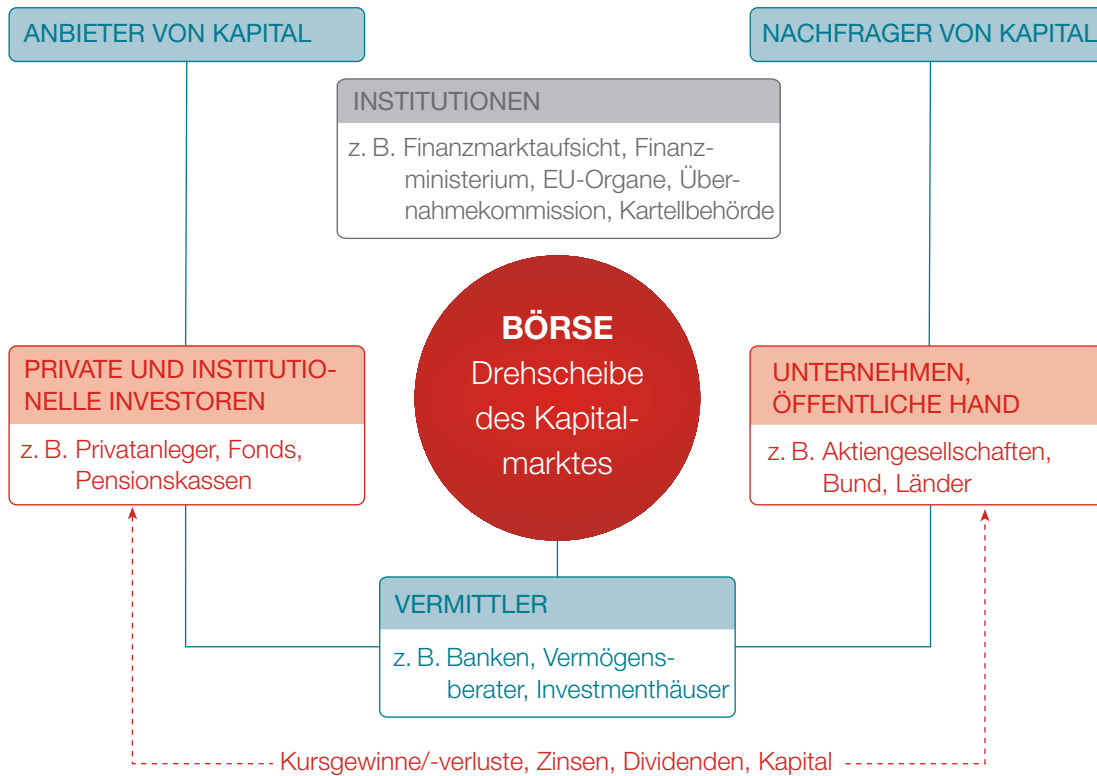 ANBIETER VON KAPITAL
NACHFRAGER VON KAPITAL
INSTITUTIONEN
z. B. Finanzmarktaufsicht, Finanz-
ministerium, EU-Organe, Über-
nahmekommission, Kartellbehörde
BÖRSE
Drehscheibe
des Kapital-
marktes
PRIVATE UND INSTITUTIO-
NELLE INVESTOREN
z. B. Privatanleger, Fonds,
Pensionskassen
UNTERNEHMEN,
ÖFFENTLICHE HAND
z. B. Aktiengesellschaften,
Bund, Länder
VERMITTLER
z. B. Banken, Vermögens-
berater, Investmenthäuser
Kursgewinne/-verluste, Zinsen, Dividenden, Kapital